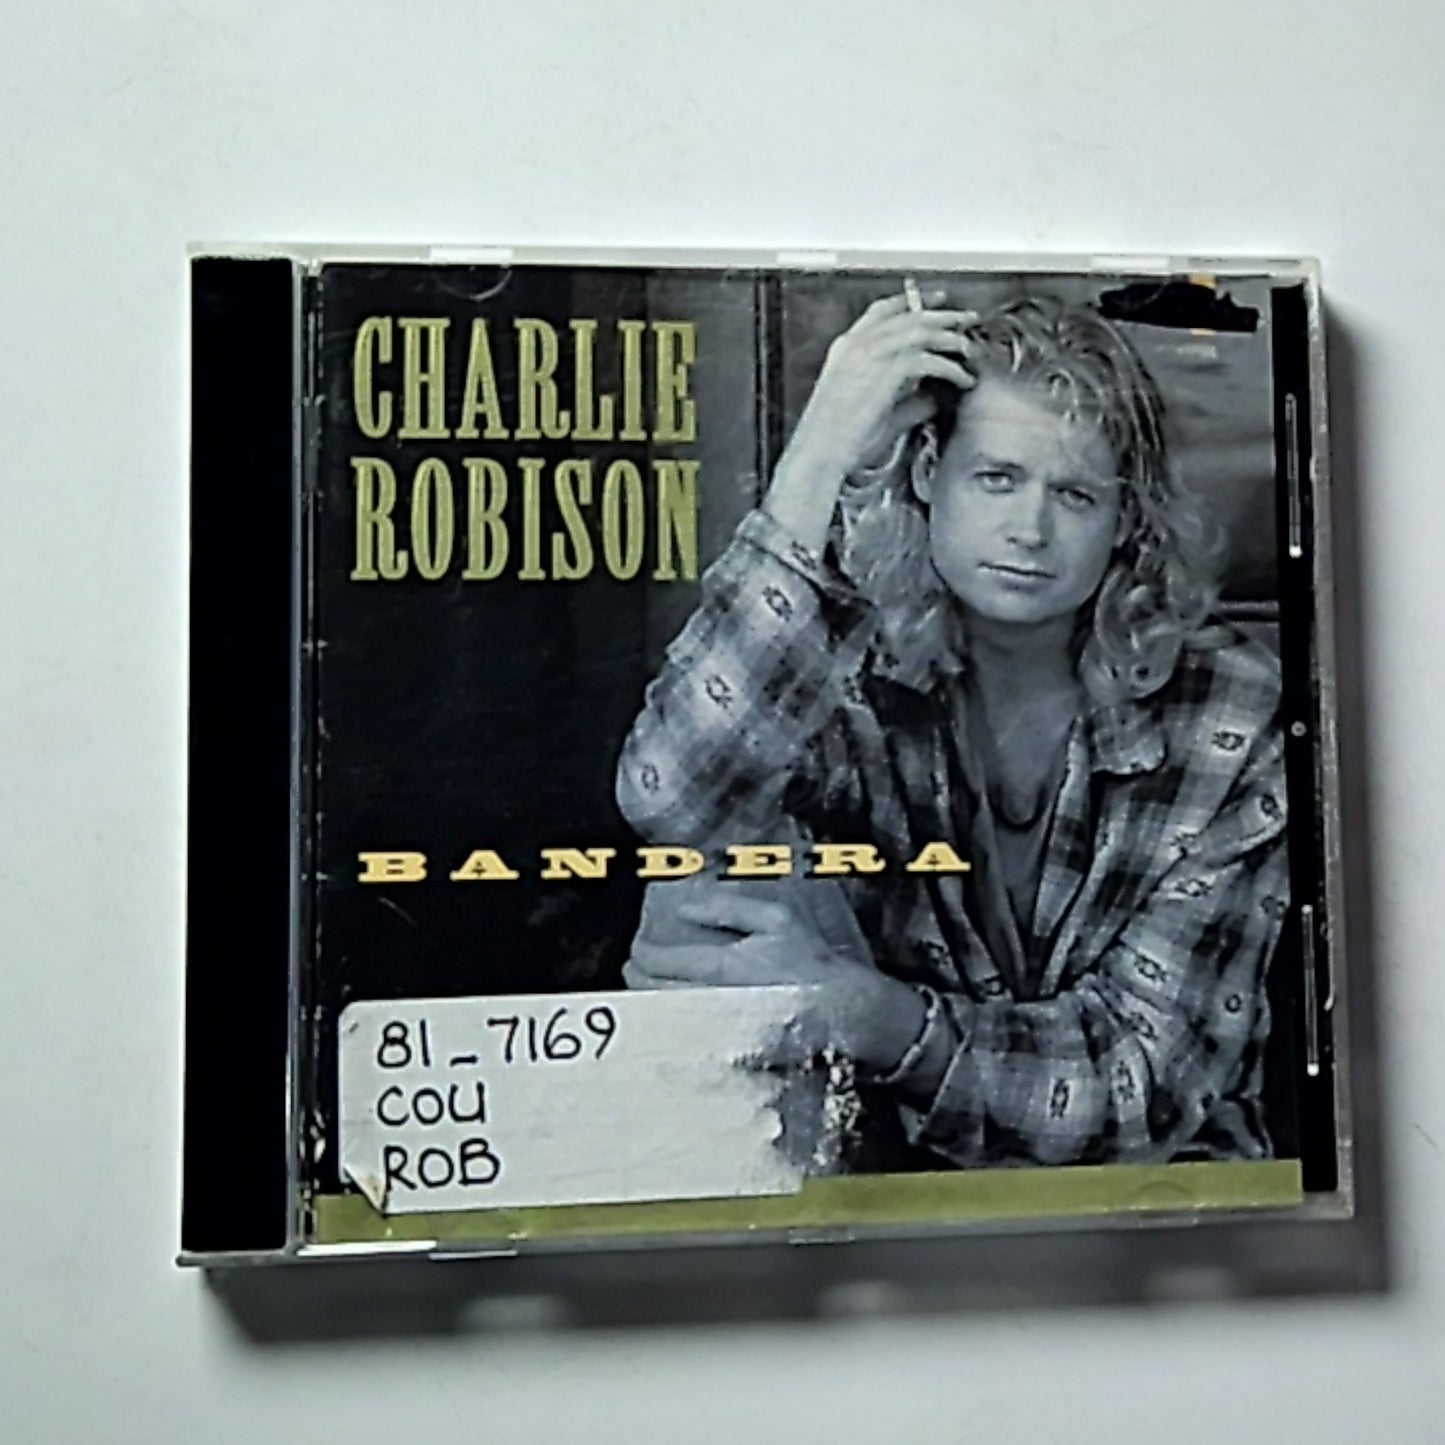 CHARLIE
ROBISON
BANDERA
81_7169
COU
ROB